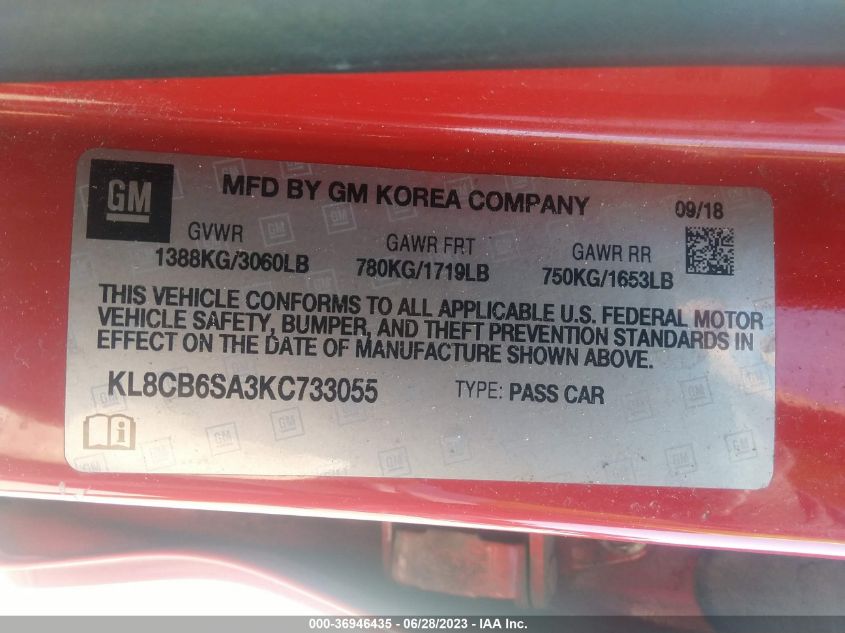 GM
MFD BY GM KOREA COMPANY
09/18
GVWR
1388KG/3060LB
GAWR FRT
780KG/1719LB
GAWR RR
750KG/1653LB
THIS VEHICLE CONFORMS TO ALL APPLICABLE U.S. FEDERAL MOTOR
VEHICLE SAFETY, BUMPER, AND THEFT PREVENTION STANDARDS IN
EFFECT ON THE DATE OF MANUFACTURE SHOWN ABOVE.
KL8CB6SA3KC733055
TYPE: PASS CAR
000-36946435 - 06/28/2023 - IAA Inc.